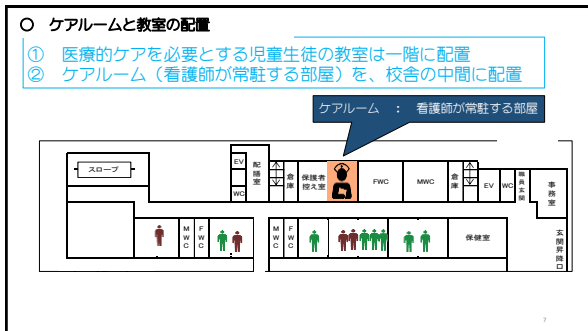 ○ ケアルームと教室の配置
① 医療的ケアを必要とする児童生徒の教室は一階に配置
② ケアルーム（看護師が常駐する部屋）を、校舎の中間に配置
ケアルーム ： 看護師が常駐する部屋
スロープ
EV
WC
配膳室
倉庫
保護者控え室
FWC
MWC
倉庫
EV
WC
職員玄関
事務室
MWC
FWC
MWC
FWC
保健室
玄関昇降口
7